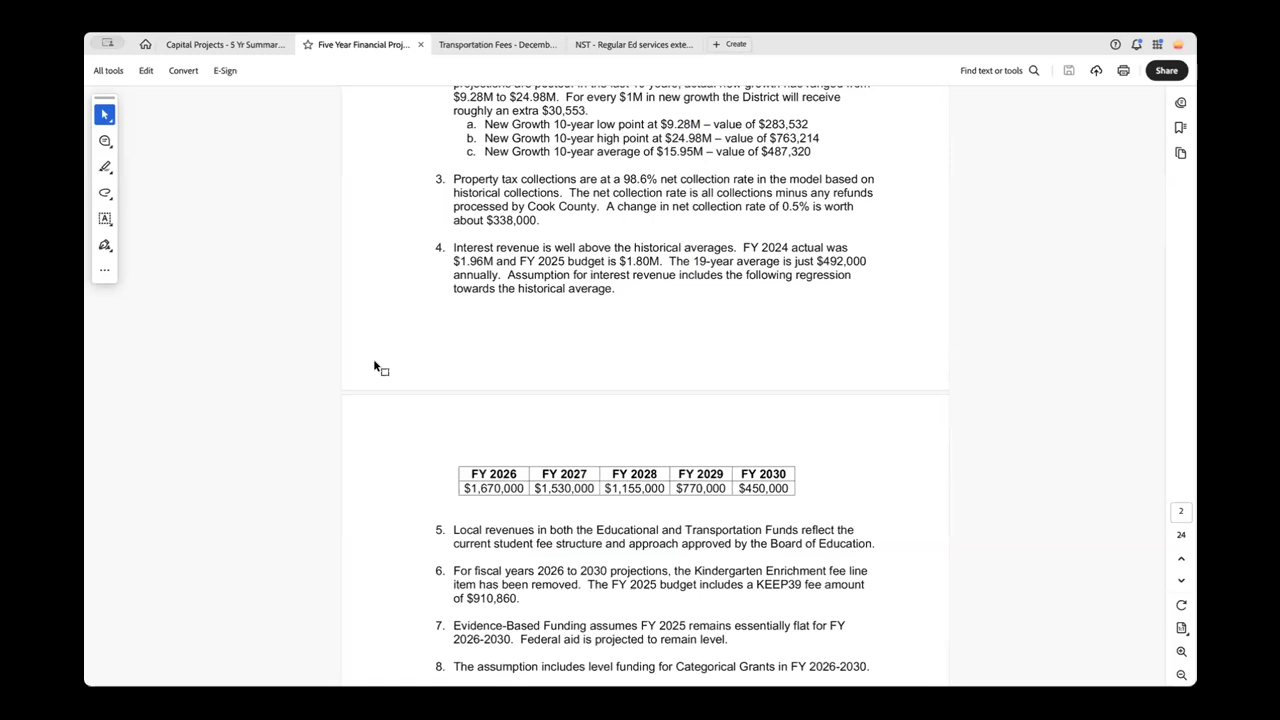 Capital Projects - 5 Yr Summar...
Five Year Financial Proj...
Transportation Fees - Decemb...
NST - Regular Ed services exte...
Create
All tools
Edit
Convert
E-Sign
Find text or tools
Share
projections are posted. In the last 10 years, actual new growth has ranged from
$9.28M to $24.98M. For every $1M in new growth the District will receive
roughly an extra $30,553.
a. New Growth 10-year low point at $9.28M – value of $283,532
b. New Growth 10-year high point at $24.98M – value of $763,214
c. New Growth 10-year average of $15.95M – value of $487,320
3. Property tax collections are at a 98.6% net collection rate in the model based on
historical collections. The net collection rate is all collections minus any refunds
processed by Cook County. A change in net collection rate of 0.5% is worth
about $338,000.
4. Interest revenue is well above the historical averages. FY 2024 actual was
$1.96M and FY 2025 budget is $1.80M. The 19-year average is just $492,000
annually. Assumption for interest revenue includes the following regression
towards the historical average.
FY 2026 FY 2027 FY 2028 FY 2029 FY 2030
$1,670,000 $1,530,000 $1,155,000 $770,000 $450,000
5. Local revenues in both the Educational and Transportation Funds reflect the
current student fee structure and approach approved by the Board of Education.
6. For fiscal years 2026 to 2030 projections, the Kindergarten Enrichment fee line
item has been removed. The FY 2025 budget includes a KEEP39 fee amount
of $910,860.
7. Evidence-Based Funding assumes FY 2025 remains essentially flat for FY
2026-2030. Federal aid is projected to remain level.
8. The assumption includes level funding for Categorical Grants in FY 2026-2030.
2
24